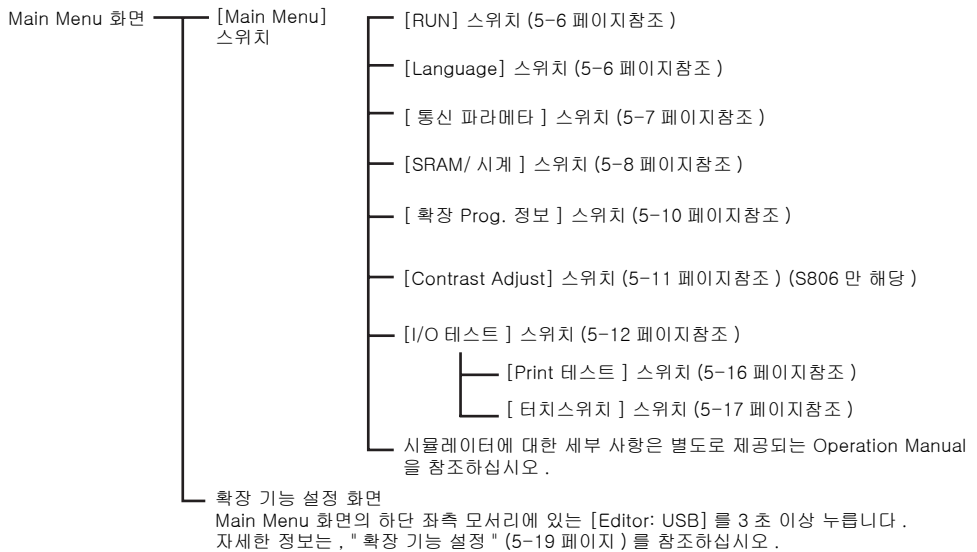 Main Menu 화면
[Main Menu]
스위치
[RUN] 스위치 (5-6 페이지참조 )
[Language] 스위치 (5-6 페이지참조 )
[ 통신 파라메타 ] 스위치 (5-7 페이지참조 )
[SRAM/ 시계 ] 스위치 (5-8 페이지참조 )
[ 확장 Prog. 정보 ] 스위치 (5-10 페이지참조 )
[Contrast Adjust] 스위치 (5-11 페이지참조 ) (S806 만 해당 )
[I/O 테스트 ] 스위치 (5-12 페이지참조 )
[Print 테스트 ] 스위치 (5-16 페이지참조 )
[ 터치스위치 ] 스위치 (5-17 페이지참조 )
시뮬레이터에 대한 세부 사항은 별도로 제공되는 Operation Manual
을 참조하십시오 .
확장 기능 설정 화면
Main Menu 화면의 하단 좌측 모서리에 있는 [Editor: USB] 를 3 초 이상 누릅니다 .
자세한 정보는 , " 확장 기능 설정 " (5-19 페이지 ) 를 참조하십시오 .